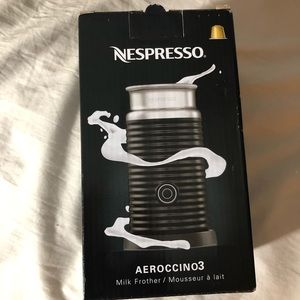 NESPRESSO
AEROCCINO3
Milk Frother / Mousseur à lait